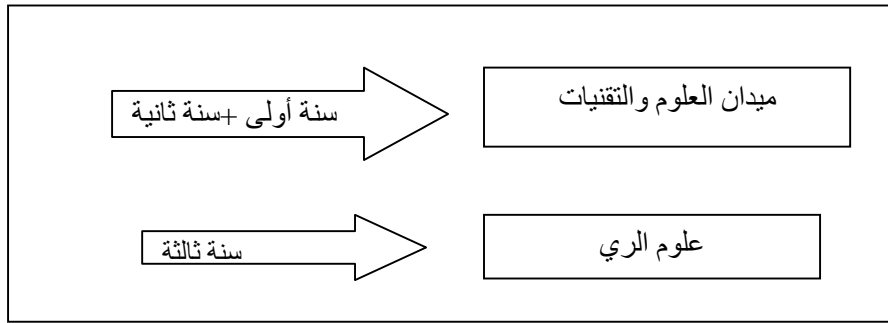 ميدان العلوم والتقنيات
سنة أولى +سنة ثانية
علوم الري
سنة ثالثة